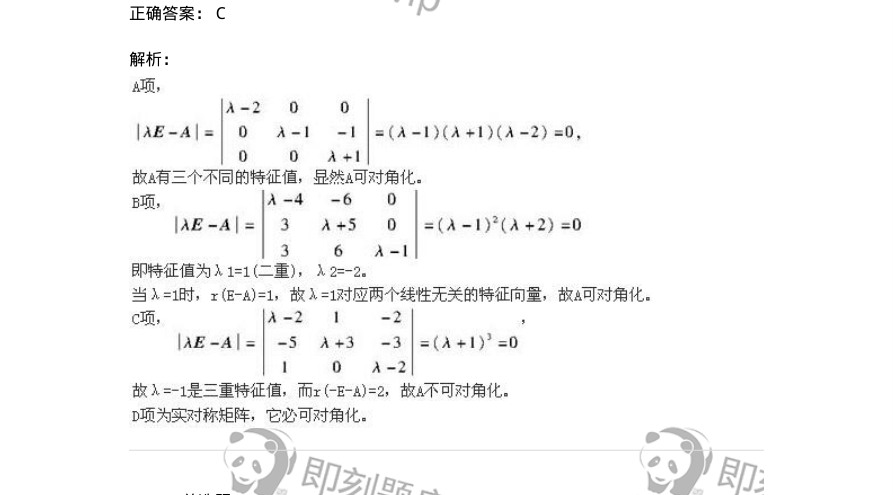 正确答案: C
解析:
A项，
|λE-A| = |λ-2 0 0; 0 λ-1 -1; 0 0 λ+1| =(λ-1)(λ+1)(λ-2)=0,
故A有三个不同的特征值，显然A可对角化。
B项，
|λE-A| = |λ-4 -6 0; 3 λ+5 0; 3 6 λ-1| =(λ-1)²(λ+2)=0
即特征值为λ1=1(二重)，λ2=-2。
当λ=1时，r(E-A)=1，故λ=1对应两个线性无关的特征向量，故A可对角化。
C项，
|λE-A| = |λ-2 1 -2; -5 λ+3 -3; 1 0 λ-2| =(λ+1)³=0，
故λ=-1是三重特征值，而r(-E-A)=2，故A不可对角化。
D项为实对称矩阵，它必可对角化。
即刻题库
即